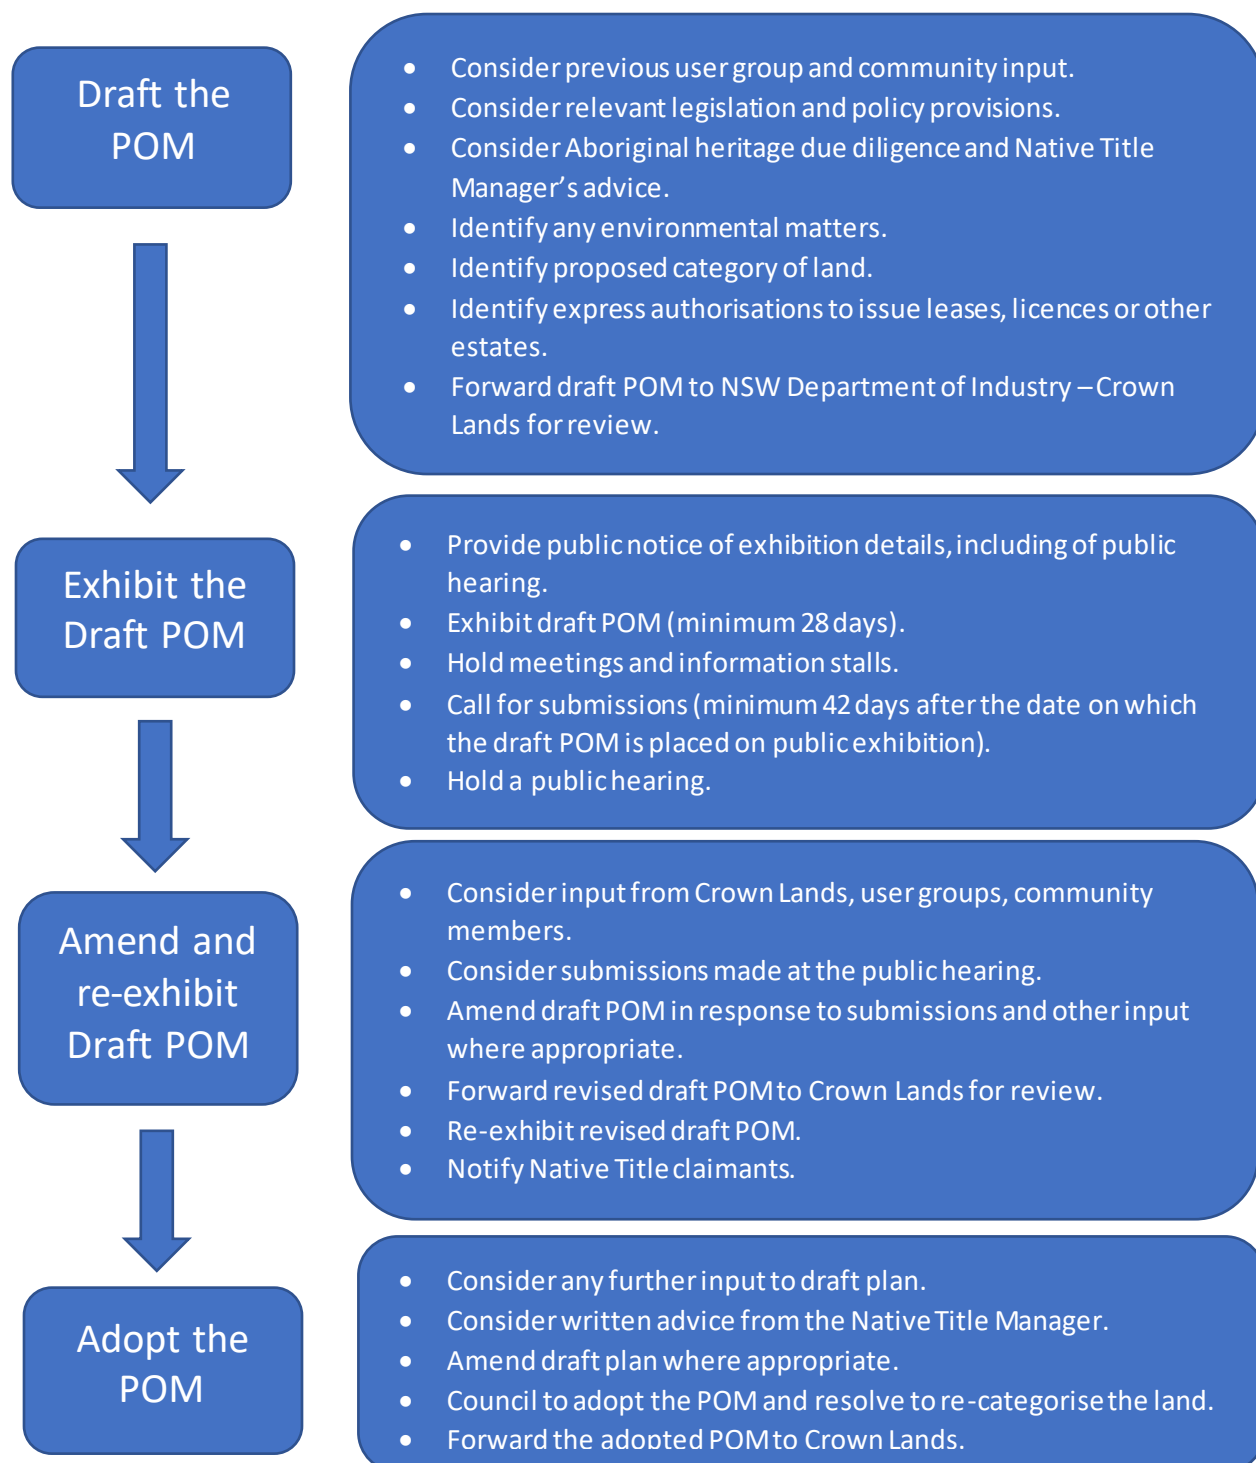 Draft the
POM
• Consider previous user group and community input.
• Consider relevant legislation and policy provisions.
• Consider Aboriginal heritage due diligence and Native Title
Manager’s advice.
• Identify any environmental matters.
• Identify proposed category of land.
• Identify express authorisations to issue leases, licences or other
estates.
• Forward draft POM to NSW Department of Industry – Crown
Lands for review.
Exhibit the
Draft POM
• Provide public notice of exhibition details, including of public
hearing.
• Exhibit draft POM (minimum 28 days).
• Hold meetings and information stalls.
• Call for submissions (minimum 42 days after the date on which
the draft POM is placed on public exhibition).
• Hold a public hearing.
Amend and
re-exhibit
Draft POM
• Consider input from Crown Lands, user groups, community
members.
• Consider submissions made at the public hearing.
• Amend draft POM in response to submissions and other input
where appropriate.
• Forward revised draft POM to Crown Lands for review.
• Re-exhibit revised draft POM.
• Notify Native Title claimants.
Adopt the
POM
• Consider any further input to draft plan.
• Consider written advice from the Native Title Manager.
• Amend draft plan where appropriate.
• Council to adopt the POM and resolve to re-categorise the land.
• Forward the adopted POM to Crown Lands.